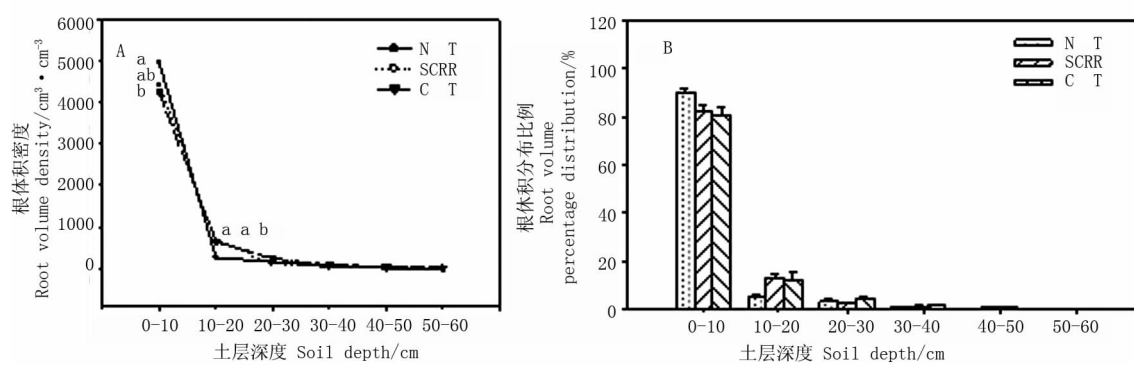 6000
5000
4000
3000
2000
1000
0
根体积密度
Root volume density/cm³·cm⁻³
A
a
ab
b
a a b
N T
SCRR
C T
0-10 10-20 20-30 30-40 40-50 50-60
土层深度 Soil depth/cm
120
100
80
60
40
20
0
根体积分布比例
Root volume
percentage distribution/%
B
N T
SCRR
C T
0-10 10-20 20-30 30-40 40-50 50-60
土层深度 Soil depth/cm